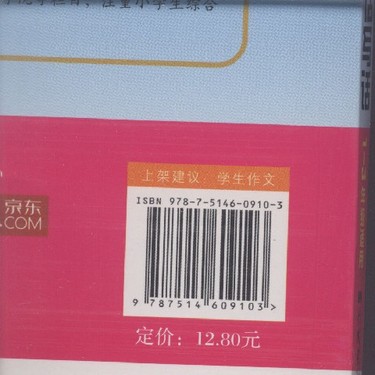 注重小学生综合
上架建议：学生作文
ISBN 978-7-5146-0910-3
京东
.COM
9 787514 609103 >
定价：12.80元